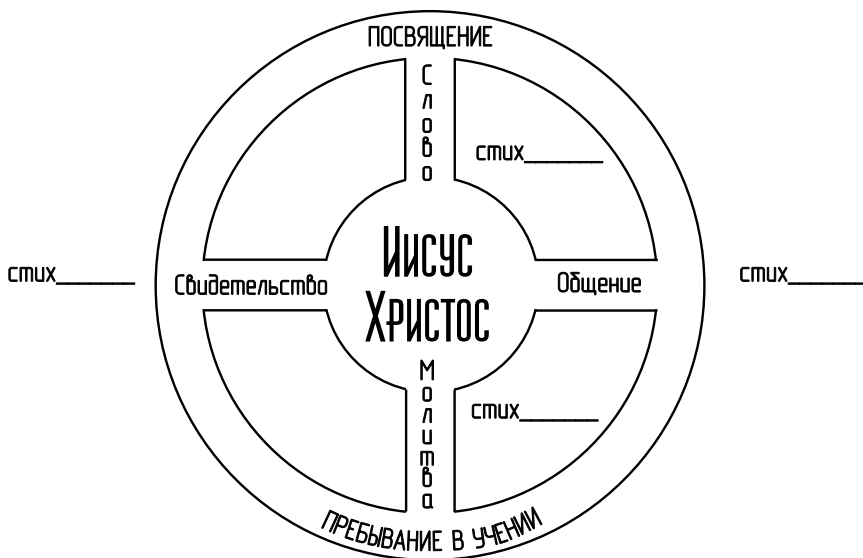 ПОСВЯЩЕНИЕ
Слово
стих_______
Иисус
Христос
стих_______
Свидетельство
Общение
стих_______
Молитва
стих_______
ПРЕБЫВАНИЕ В УЧЕНИИ